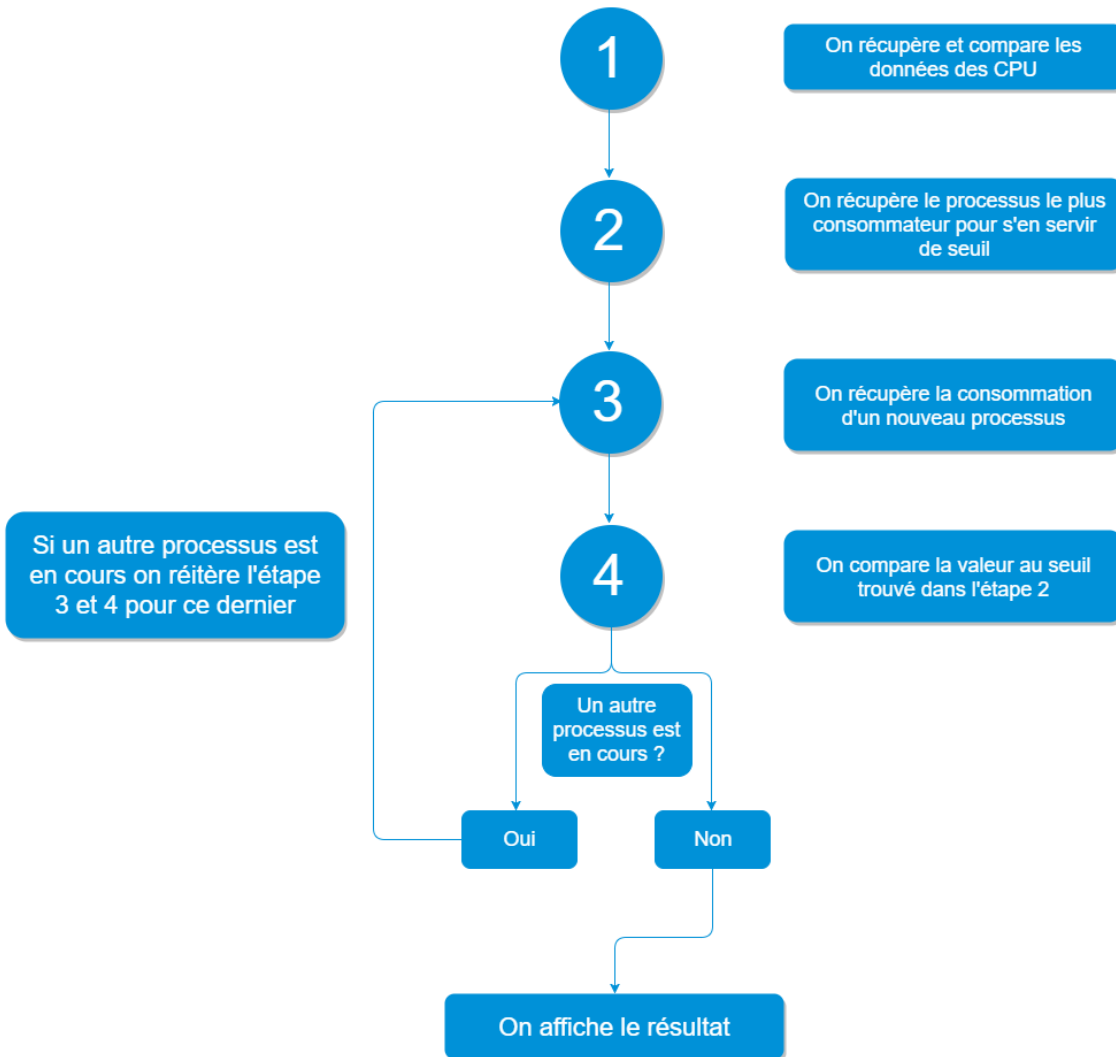 1
On récupère et compare les
données des CPU
2
On récupère le processus le plus
consommateur pour s'en servir
de seuil
3
On récupère la consommation
d'un nouveau processus
Si un autre processus est
en cours on réitère l'étape
3 et 4 pour ce dernier
4
On compare la valeur au seuil
trouvé dans l'étape 2
Un autre
processus est
en cours ?
Oui
Non
On affiche le résultat